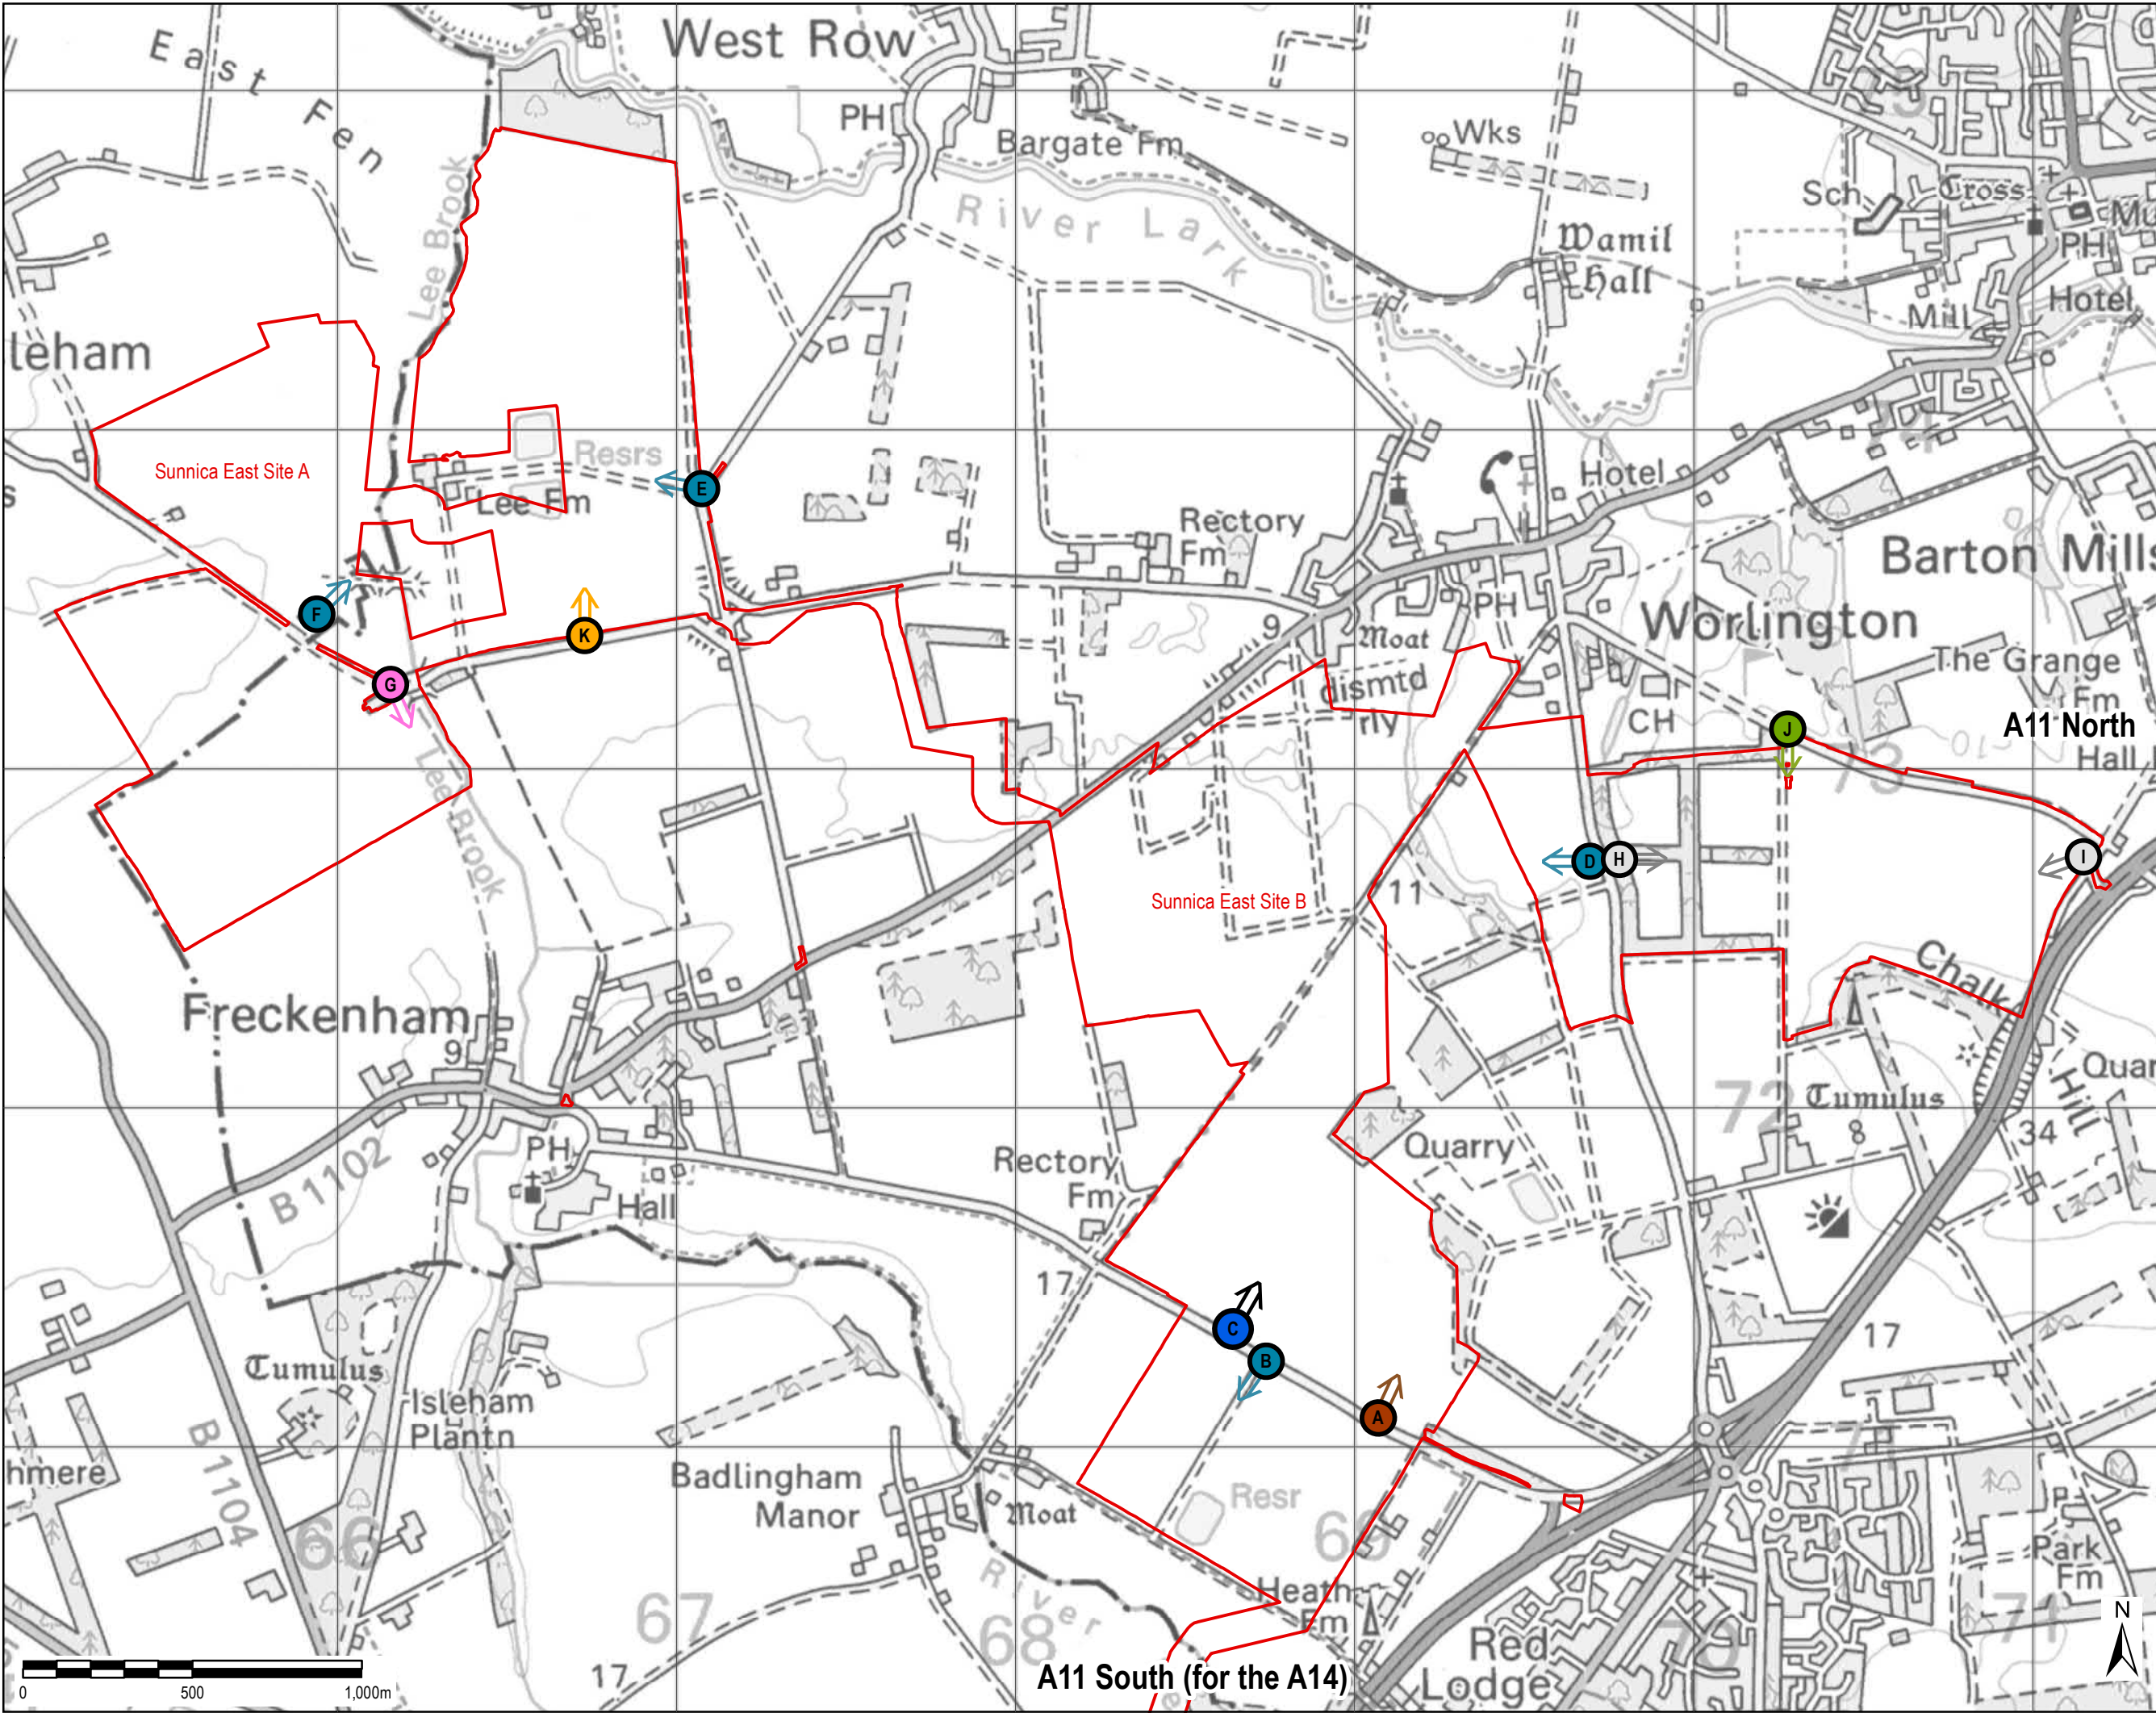 East Fen
West Row
PH
Bargate Fm
Wks
River Lark
Lee Brook
Sch
Cross
Mu
PH
Wamil
Hall
Hotel
Mill
leham
74
Sunnica East Site A
Resrs
Lee Fm
E
Rectory
Fm
Hotel
Barton Mills
F
K
9
PH
Moat
Worlington
The Grange
Fm
G
dismtd
rly
CH
J
A11 North
Hall
73
Lee Brook
D
H
I
11
Sunnica East Site B
Chalk
Hill
Freckenham
9
Quar
72
Tumulus
8
34
B 1102
PH
Hall
Rectory
Fm
Quarry
17
C
B
17
Tumulus
Isleham
Plantn
A
B 1104
hmere
Badlingham
Manor
Moat
Resr
66
69
Park
Fm
River
Heath
Fm
67
68
70
71
N
Red
Lodge
17
A11 South (for the A14)
0
500
1,000m